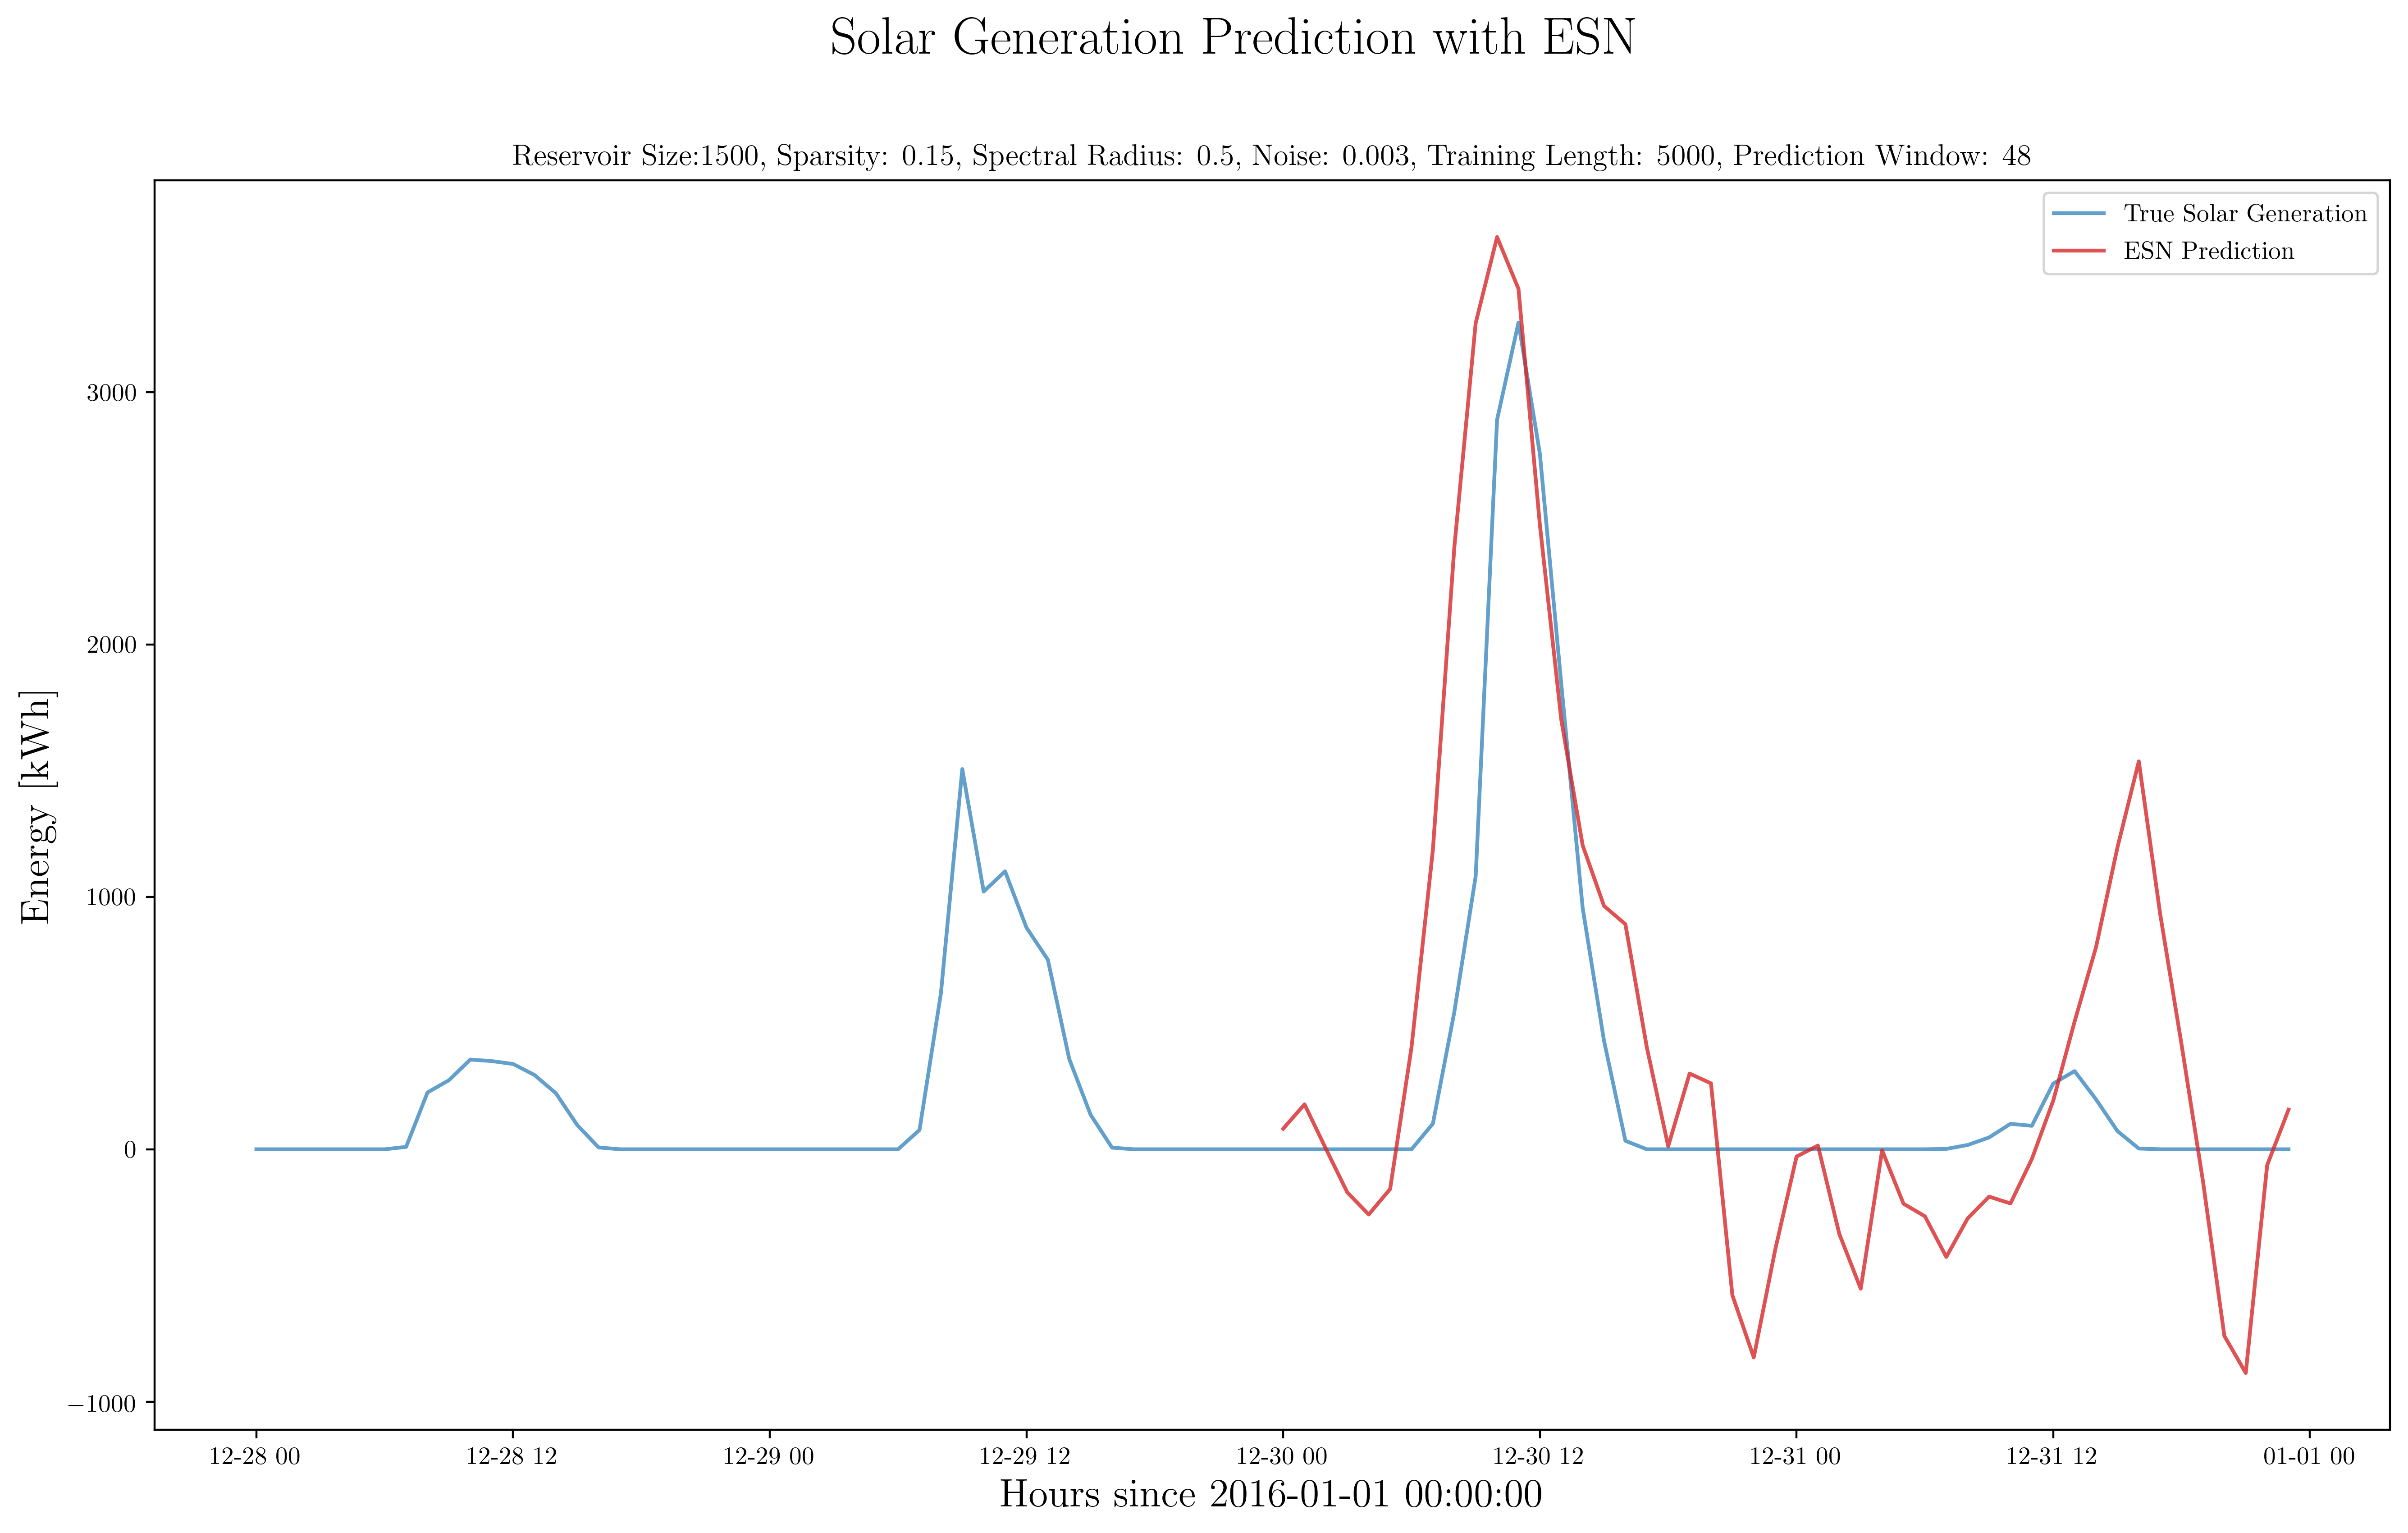 Solar Generation Prediction with ESN
Reservoir Size:1500, Sparsity: 0.15, Spectral Radius: 0.5, Noise: 0.003, Training Length: 5000, Prediction Window: 48
True Solar Generation
ESN Prediction
Energy [kWh]
3000
2000
1000
0
−1000
12-28 00
12-28 12
12-29 00
12-29 12
12-30 00
12-30 12
12-31 00
12-31 12
01-01 00
Hours since 2016-01-01 00:00:00